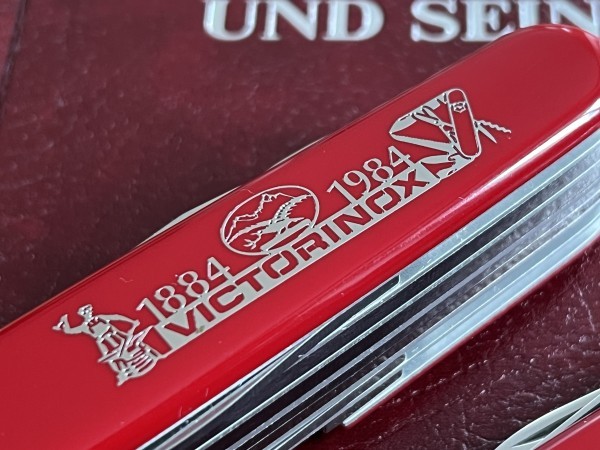 UND SEIN
1884 1984
VICTORINOX